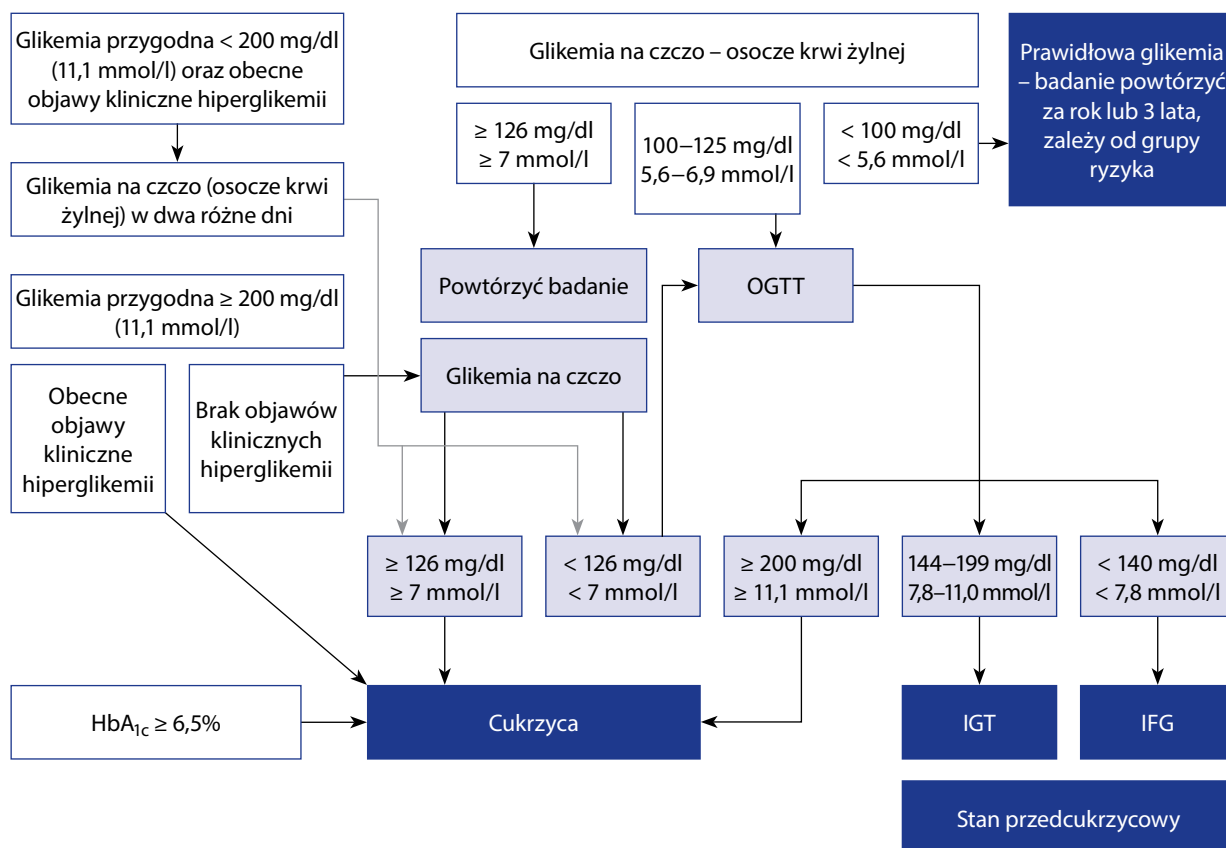 Glikemia przygodna < 200 mg/dl
(11,1 mmol/l) oraz obecne
objawy kliniczne hiperglikemii
Glikemia na czczo (osocze krwi
żylnej) w dwa różne dni
Glikemia przygodna ≥ 200 mg/dl
(11,1 mmol/l)
Obecne
objawy
kliniczne
hiperglikemii
Brak objawów
klinicznych
hiperglikemii
HbA1c ≥ 6,5%
Glikemia na czczo – osocze krwi żylnej
≥ 126 mg/dl
≥ 7 mmol/l
100–125 mg/dl
5,6–6,9 mmol/l
< 100 mg/dl
< 5,6 mmol/l
Prawidłowa glikemia
– badanie powtórzyć
za rok lub 3 lata,
zależy od grupy
ryzyka
Powtórzyć badanie
OGTT
Glikemia na czczo
≥ 126 mg/dl
≥ 7 mmol/l
< 126 mg/dl
< 7 mmol/l
≥ 200 mg/dl
≥ 11,1 mmol/l
144–199 mg/dl
7,8–11,0 mmol/l
< 140 mg/dl
< 7,8 mmol/l
Cukrzyca
IGT
IFG
Stan przedcukrzycowy